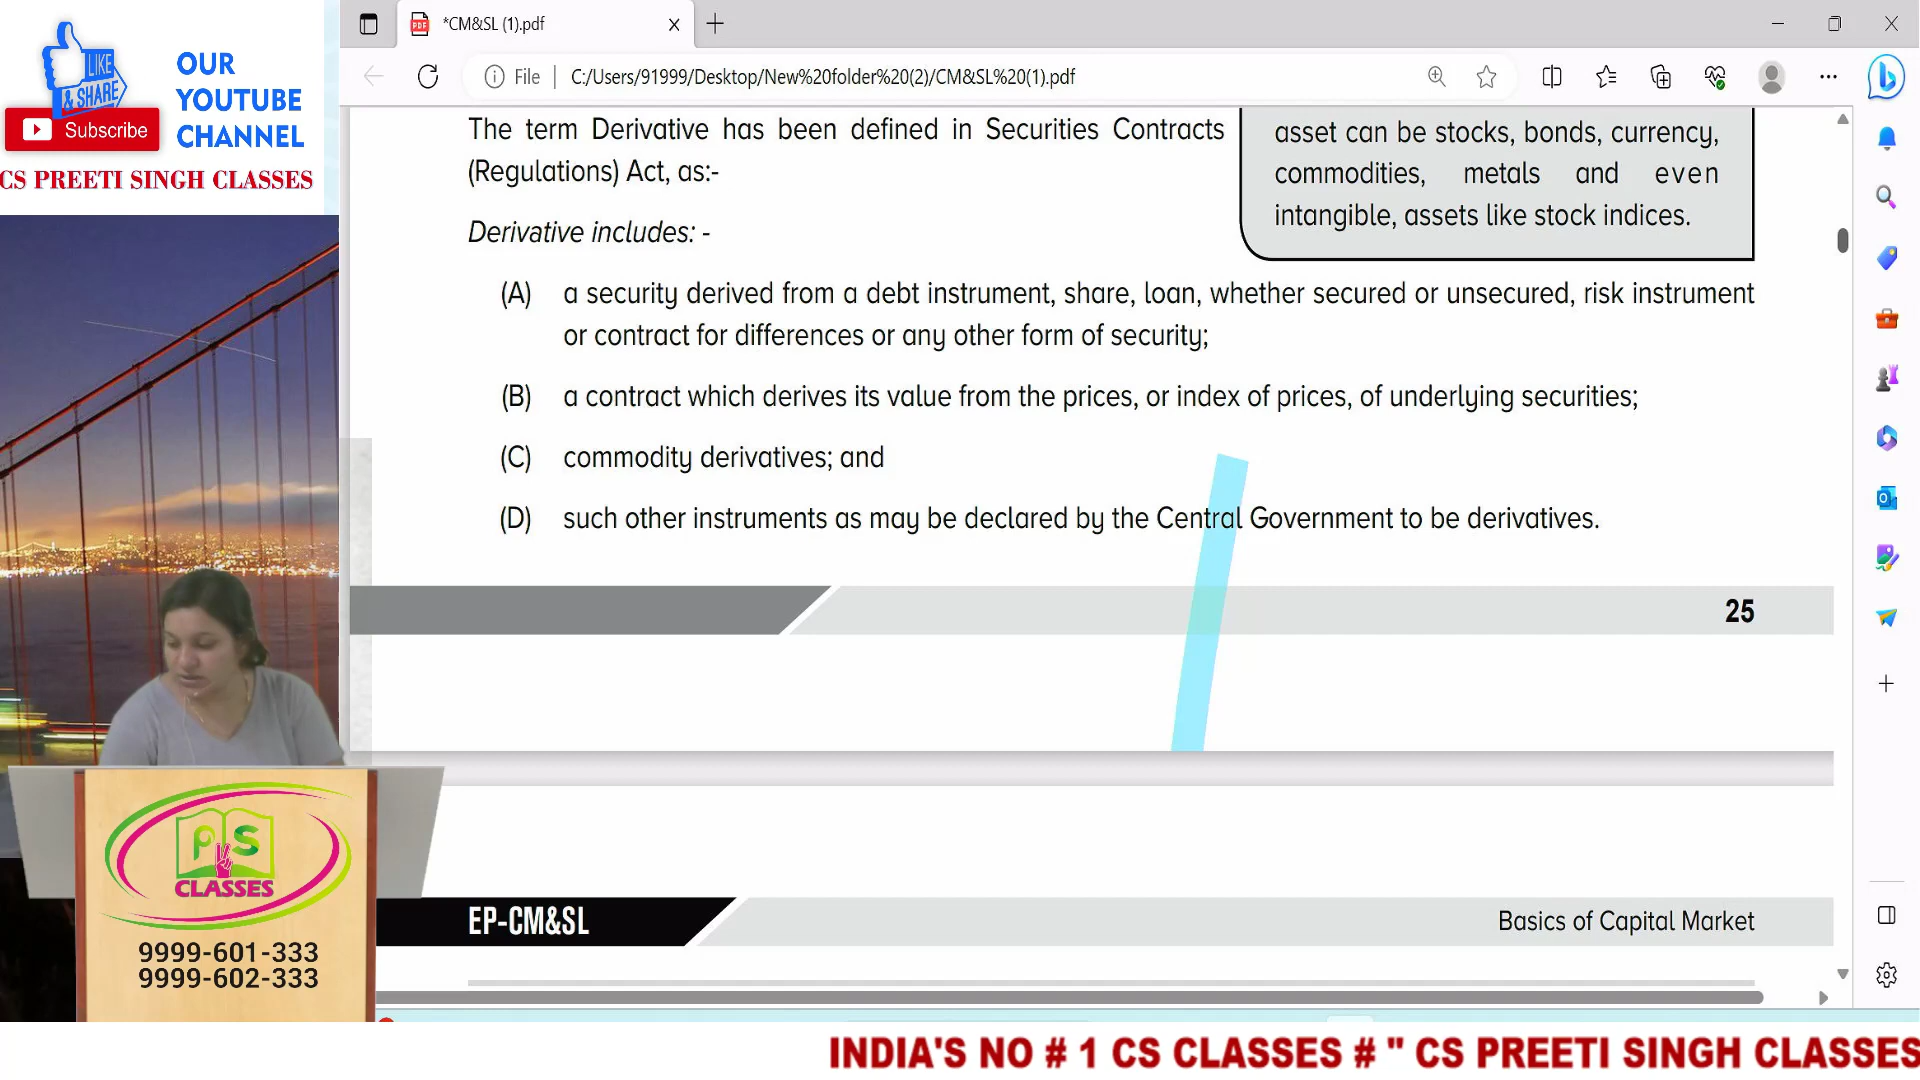 LIKE
& SHARE
Subscribe
OUR
YOUTUBE
CHANNEL
CS PREETI SINGH CLASSES
*CM&SL (1).pdf
File
C:/Users/91999/Desktop/New%20folder%20(2)/CM&SL%20(1).pdf
The term Derivative has been defined in Securities Contracts
(Regulations) Act, as:-
asset can be stocks, bonds, currency,
commodities, metals and even
intangible, assets like stock indices.
Derivative includes: -
(A) a security derived from a debt instrument, share, loan, whether secured or unsecured, risk instrument
or contract for differences or any other form of security;
(B) a contract which derives its value from the prices, or index of prices, of underlying securities;
(C) commodity derivatives; and
(D) such other instruments as may be declared by the Central Government to be derivatives.
25
EP-CM&SL
Basics of Capital Market
PS
CLASSES
9999-601-333
9999-602-333
INDIA'S NO # 1 CS CLASSES # " CS PREETI SINGH CLASSES